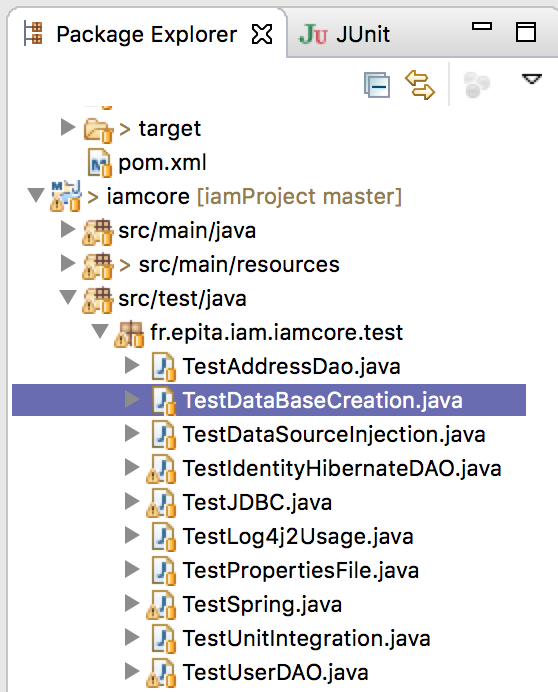 Package Explorer JUnit
> target
pom.xml
> iamcore [iamProject master]
src/main/java
> src/main/resources
src/test/java
fr.epita.iam.iamcore.test
TestAddressDao.java
TestDataBaseCreation.java
TestDataSourceInjection.java
TestIdentityHibernateDAO.java
TestJDBC.java
TestLog4j2Usage.java
TestPropertiesFile.java
TestSpring.java
TestUnitIntegration.java
TestUserDAO.java